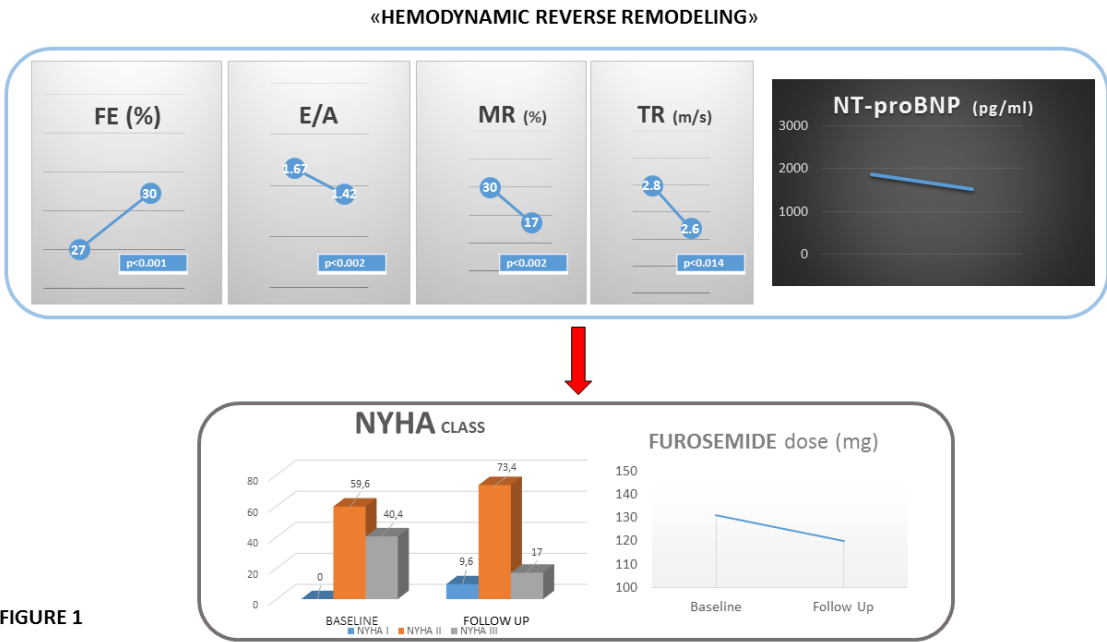 «HEMODYNAMIC REVERSE REMODELING»
FE (%)
30
27
p<0.001
E/A
1.67
1.42
p<0.002
MR (%)
30
17
p<0.002
TR (m/s)
2.8
2.6
p<0.014
NT-proBNP (pg/ml)
3000
2000
1000
0
NYHA CLASS
80
60
40
20
0
0
59,6
40,4
9,6
73,4
17
BASELINE
FOLLOW UP
NYHA I NYHA II NYHA III
FUROSEMIDE dose (mg)
150
140
130
120
110
100
Baseline
Follow Up
FIGURE 1